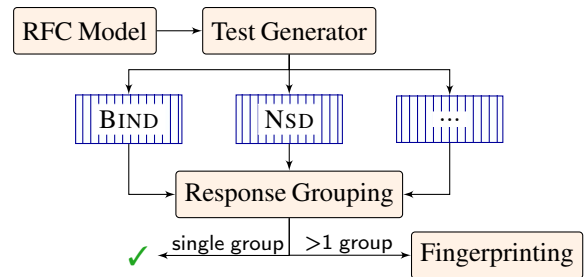 RFC Model
Test Generator
BIND
NSD
...
Response Grouping
single group
>1 group
Fingerprinting